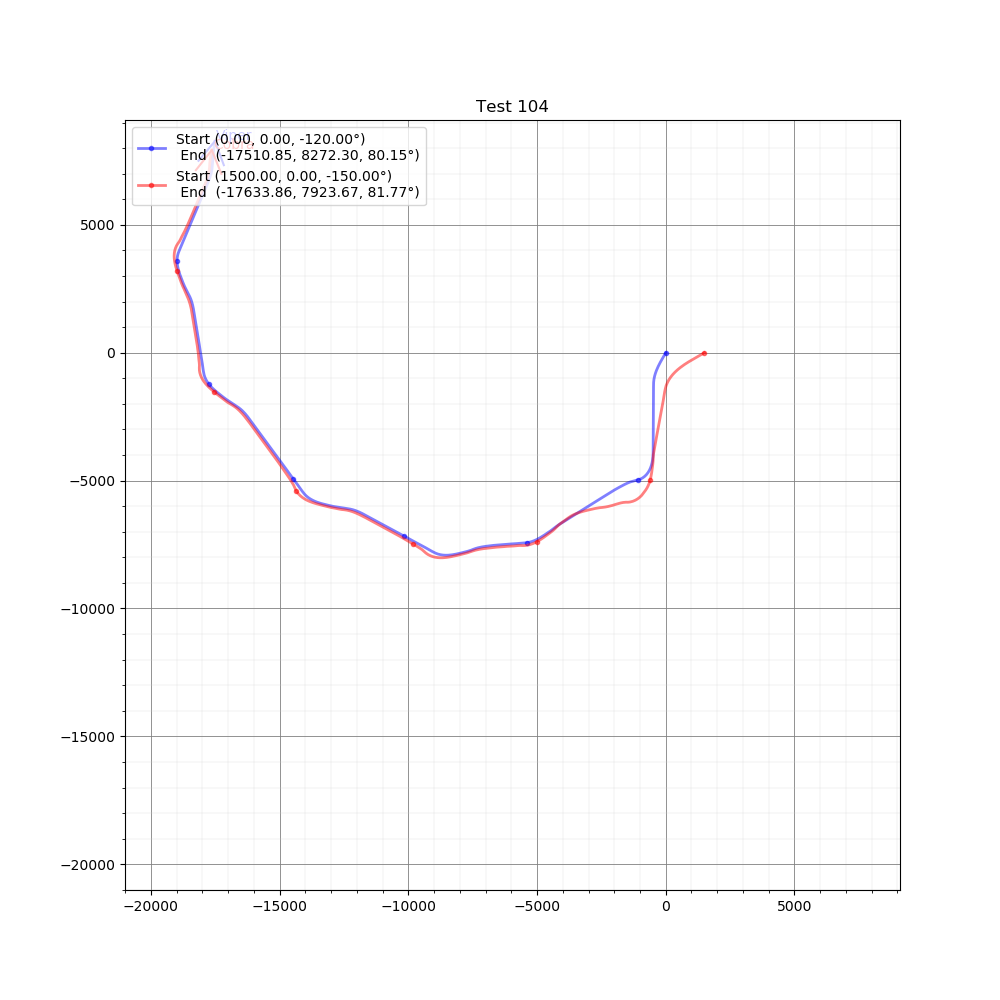 Test 104
Start (0.00, 0.00, -120.00°)
End (-17510.85, 8272.30, 80.15°)
Start (1500.00, 0.00, -150.00°)
End (-17633.86, 7923.67, 81.77°)
5000
0
−5000
−10000
−15000
−20000
−20000 −15000 −10000 −5000 0 5000